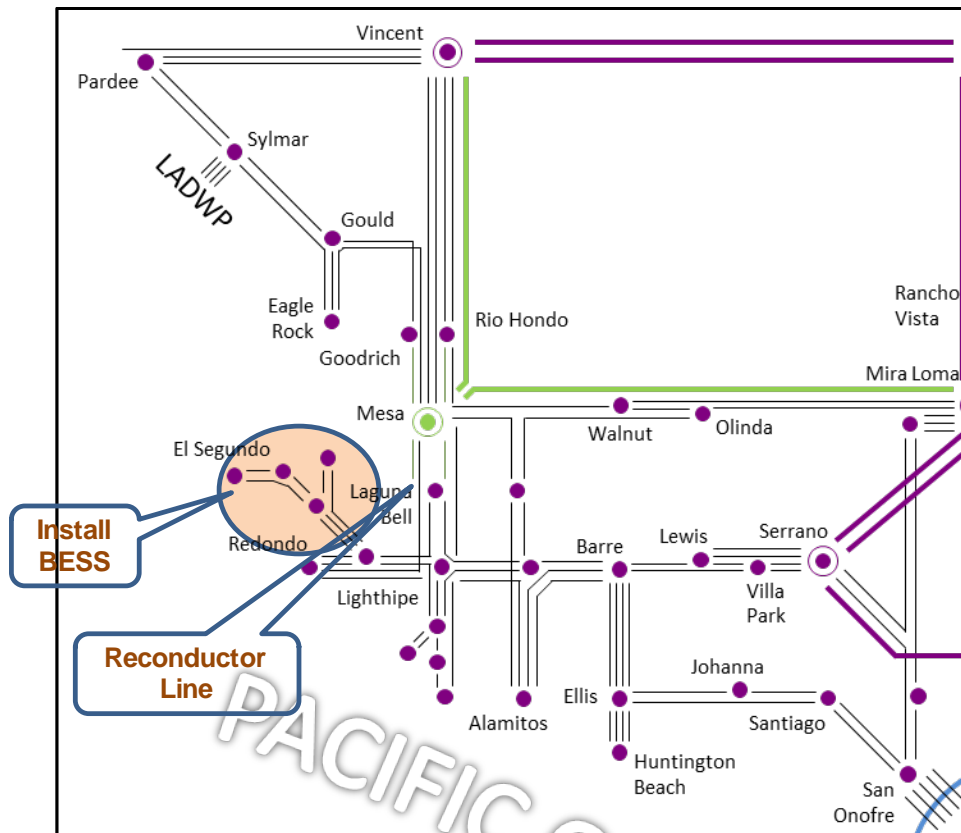 Vincent
Pardee
Sylmar
LADWP
Gould
Eagle
Rock
Rio Hondo
Goodrich
Rancho
Vista
Mira Loma
Mesa
Walnut
Olinda
El Segundo
Laguna
Bell
Install
BESS
Redondo
Barre
Lewis
Serrano
Lighthipe
Villa
Park
Reconductor
Line
Johanna
Alamitos
Ellis
Santiago
Huntington
Beach
San
Onofre
PACIFIC